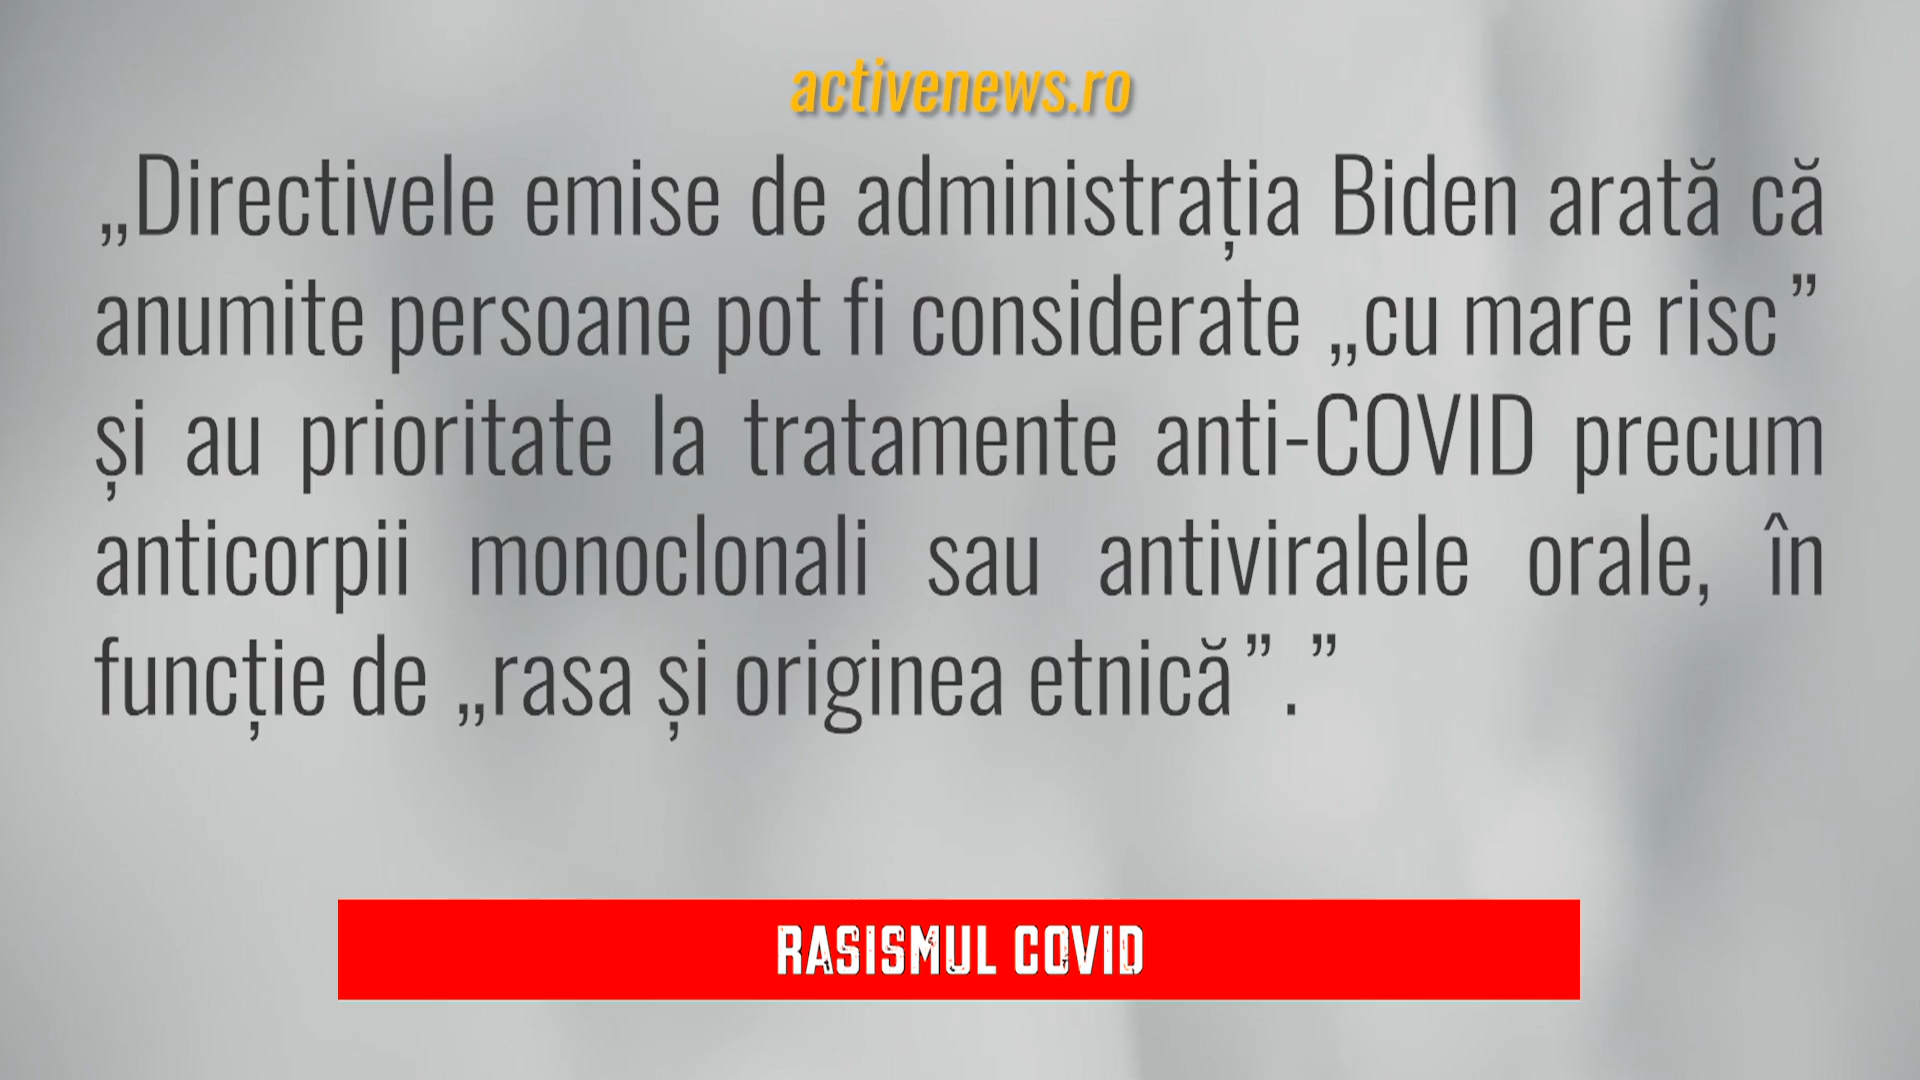 activenews.ro
„Directivele emise de administrația Biden arată că
anumite persoane pot fi considerate „cu mare risc”
și au prioritate la tratamente anti-COVID precum
anticorpii monoclonali sau antiviralele orale, în
funcție de „rasa și originea etnică”.”
RASISMUL COVID